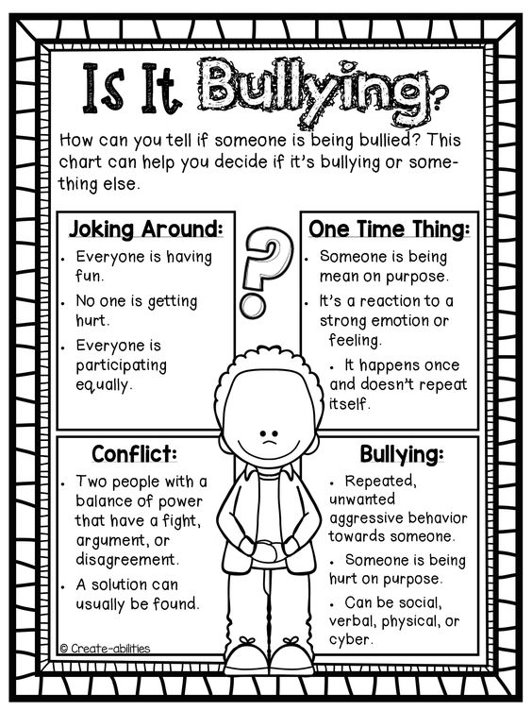 Is It Bullying?
How can you tell if someone is being bullied? This
chart can help you decide if it's bullying or some-
thing else.
Joking Around:
• Everyone is having
fun.
• No one is getting
hurt.
• Everyone is
participating
equally.
One Time Thing:
• Someone is being
mean on purpose.
• It's a reaction to a
strong emotion or
feeling.
• It happens once
and doesn't repeat
itself.
?
Conflict:
• Two people with a
balance of power
that have a fight,
argument, or
disagreement.
• A solution can
usually be found.
Bullying:
• Repeated,
unwanted
aggressive behavior
towards someone.
• Someone is being
hurt on purpose.
• Can be social,
verbal, physical, or
cyber.
© Create-abilities